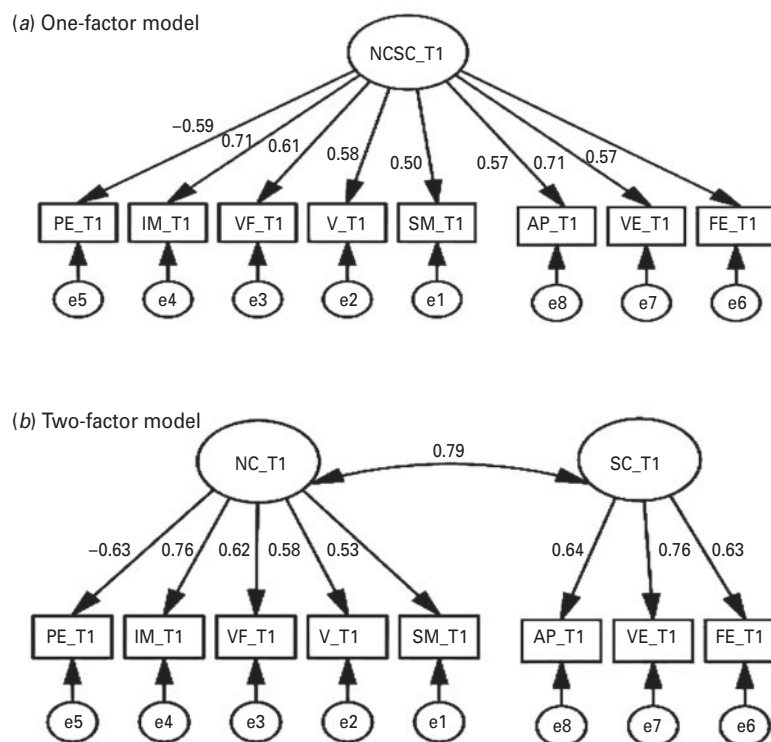 (a) One-factor model
NCSC_T1
–0.59
0.71
0.61
0.58
0.50
0.57
0.71
0.57
PE_T1 IM_T1 VF_T1 V_T1 SM_T1 AP_T1 VE_T1 FE_T1
e5 e4 e3 e2 e1 e8 e7 e6
(b) Two-factor model
NC_T1 0.79 SC_T1
–0.63 0.76 0.62 0.58 0.53 0.64 0.76 0.63
PE_T1 IM_T1 VF_T1 V_T1 SM_T1 AP_T1 VE_T1 FE_T1
e5 e4 e3 e2 e1 e8 e7 e6